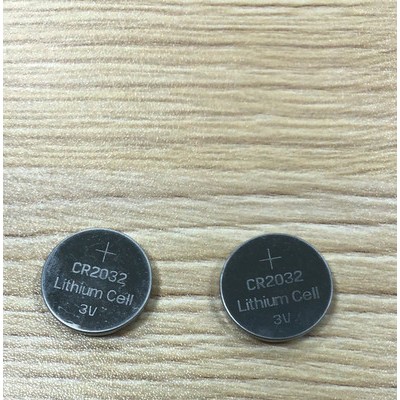 +
CR2032
Lithium Cell
3V
+
CR2032
Lithium Cell
3V